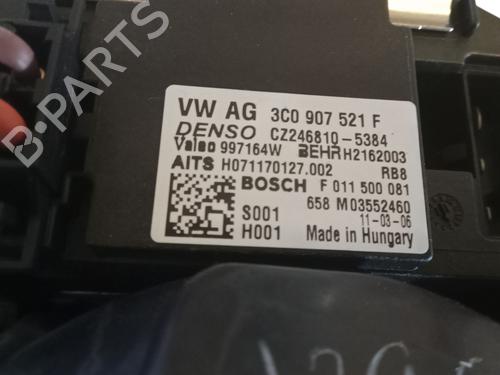 VW AG 3C0 907 521 F
DENSO CZ246810-5384
Valeo 997164W BEHR H2162003
AITS H071170127.002 RB8
BOSCH F 011 500 081
658 M03552460
S001 11-03-06
H001 Made in Hungary
B-PARTS